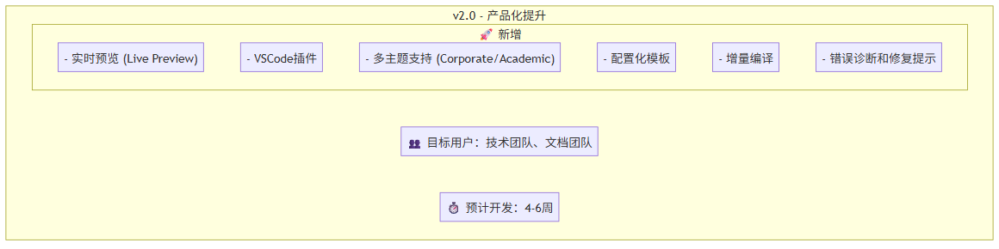 v2.0 - 产品化提升
🚀 新增
- 实时预览 (Live Preview)
- VSCode插件
- 多主题支持 (Corporate/Academic)
- 配置化模板
- 增量编译
- 错误诊断和修复提示
👥 目标用户：技术团队、文档团队
⏱ 预计开发：4-6周